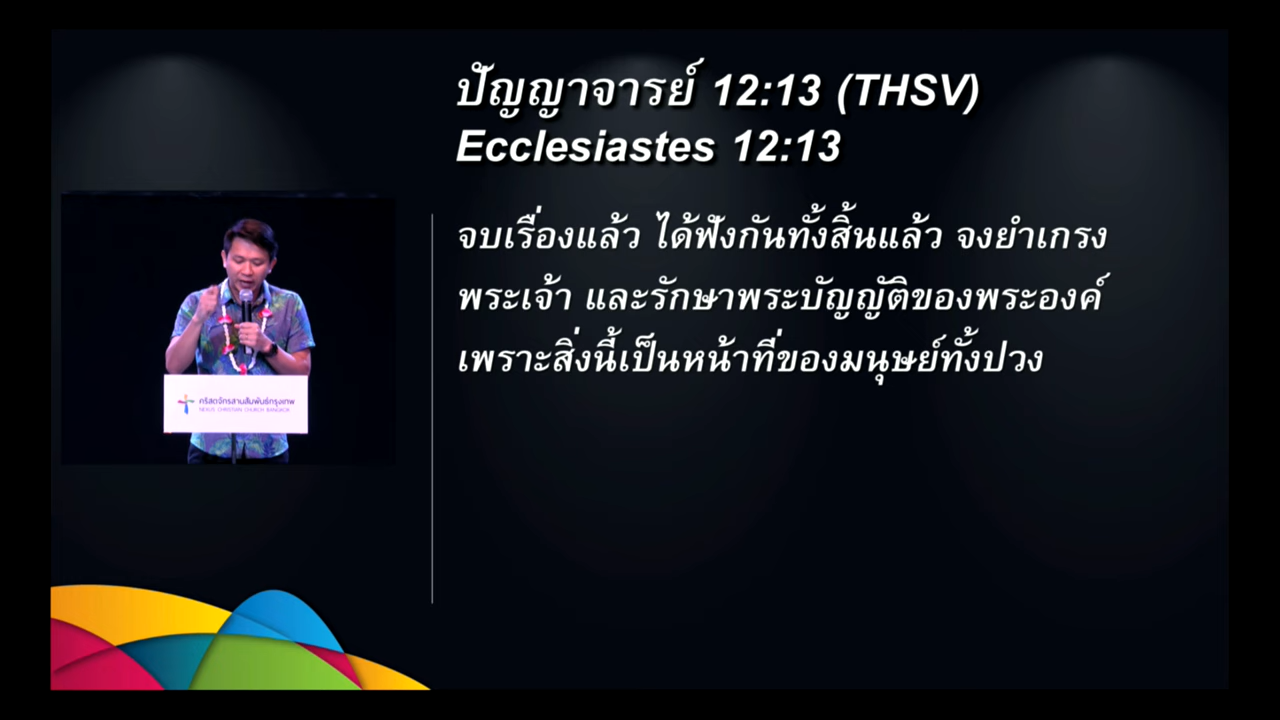 ปัญญาจารย์ 12:13 (THSV)
Ecclesiastes 12:13
จบเรื่องแล้ว ได้ฟังกันทั้งสิ้นแล้ว จงยำเกรง
พระเจ้า และรักษาพระบัญญัติของพระองค์
เพราะสิ่งนี้เป็นหน้าที่ของมนุษย์ทั้งปวง
คริสตจักรสานสัมพันธ์กรุงเทพ
NEXUS CHRISTIAN CHURCH BANGKOK